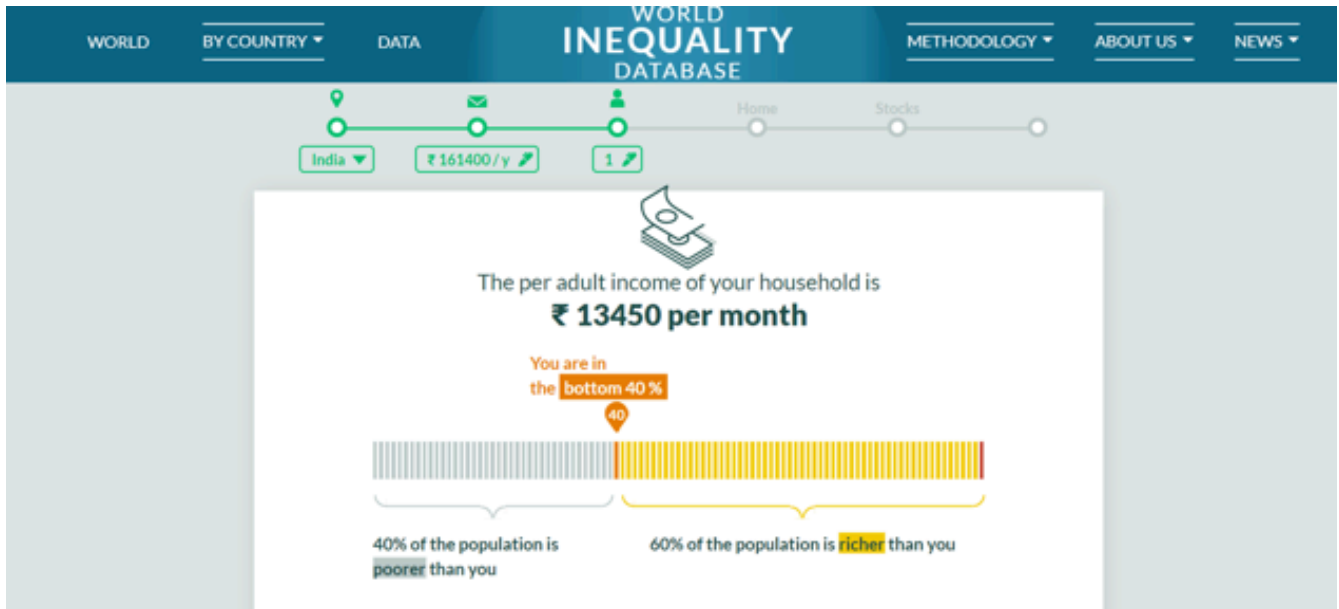 WORLD
BY COUNTRY
DATA
WORLD
INEQUALITY
DATABASE
METHODOLOGY
ABOUT US
NEWS
Home
Stocks
India
₹ 161400 / y
1
The per adult income of your household is
₹ 13450 per month
You are in
the bottom 40 %
40
40% of the population is
poorer than you
60% of the population is richer than you